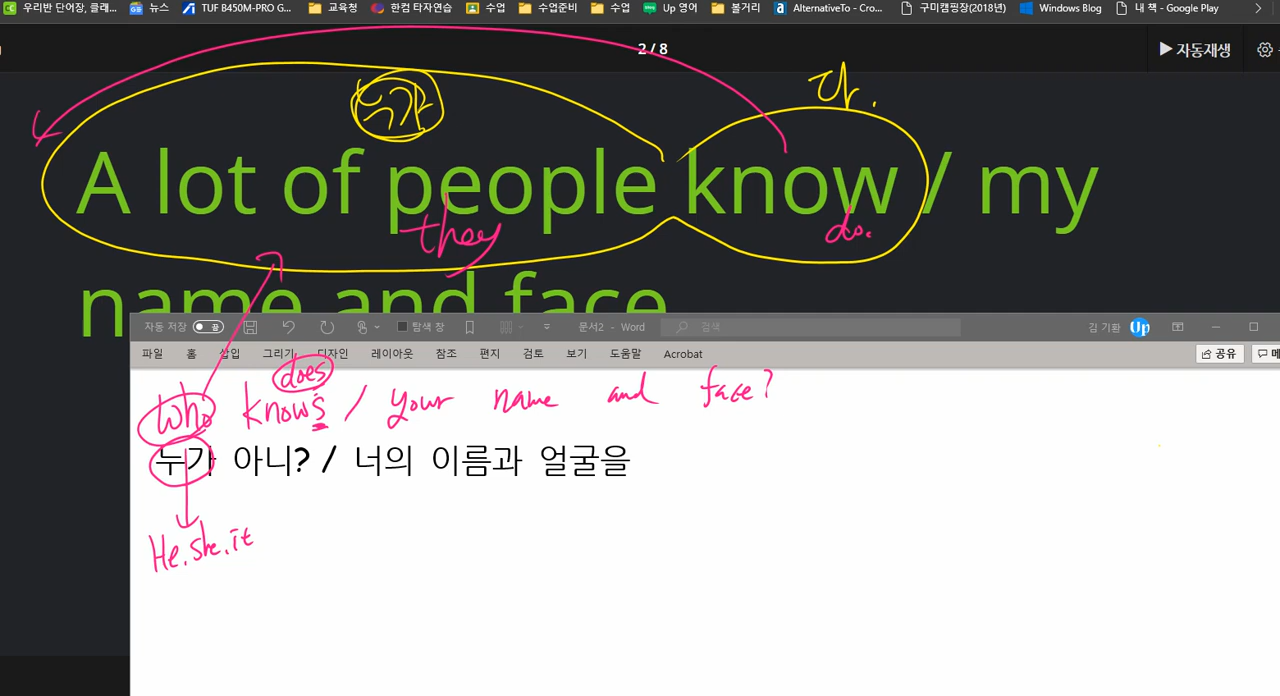 우리반 단어장, 클래... 뉴스 TUF B450M-PRO G... 교육청 한컴 타자연습 수업 수업준비 수업 Up 영어 볼거리 AlternativeTo - Cro... 구미캠핑장(2018년) Windows Blog 내 책 - Google Play
2 / 8
▶ 자동재생
누가
다.
A lot of people know / my
they
do.
name and face
자동 저장 끔 탐색 창 문서2 - Word 검색 김 기환 Up
파일 홈 삽입 그리기 디자인 레이아웃 참조 편지 검토 보기 도움말 Acrobat 공유 메
does
who knows / your name and face?
누가 아니? / 너의 이름과 얼굴을
He. she. it